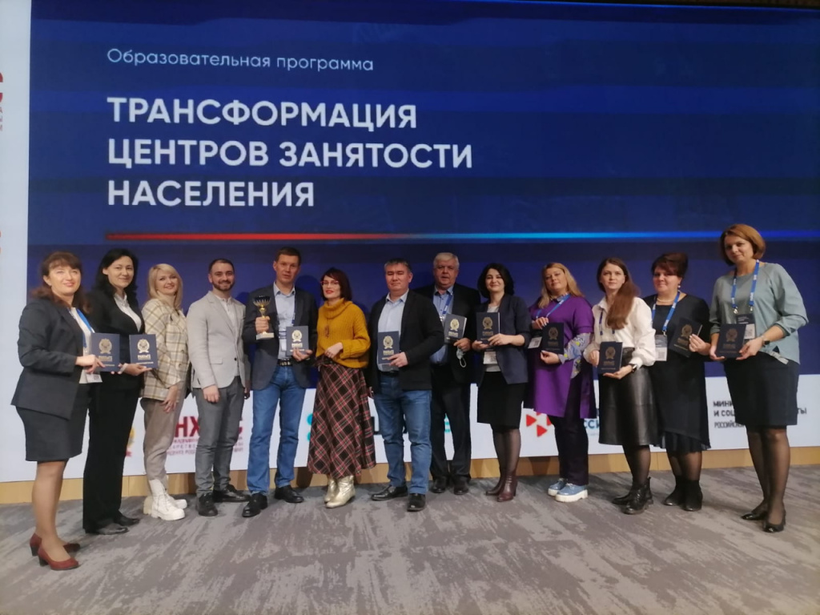 Образовательная программа
ТРАНСФОРМАЦИЯ
ЦЕНТРОВ ЗАНЯТОСТИ
НАСЕЛЕНИЯ